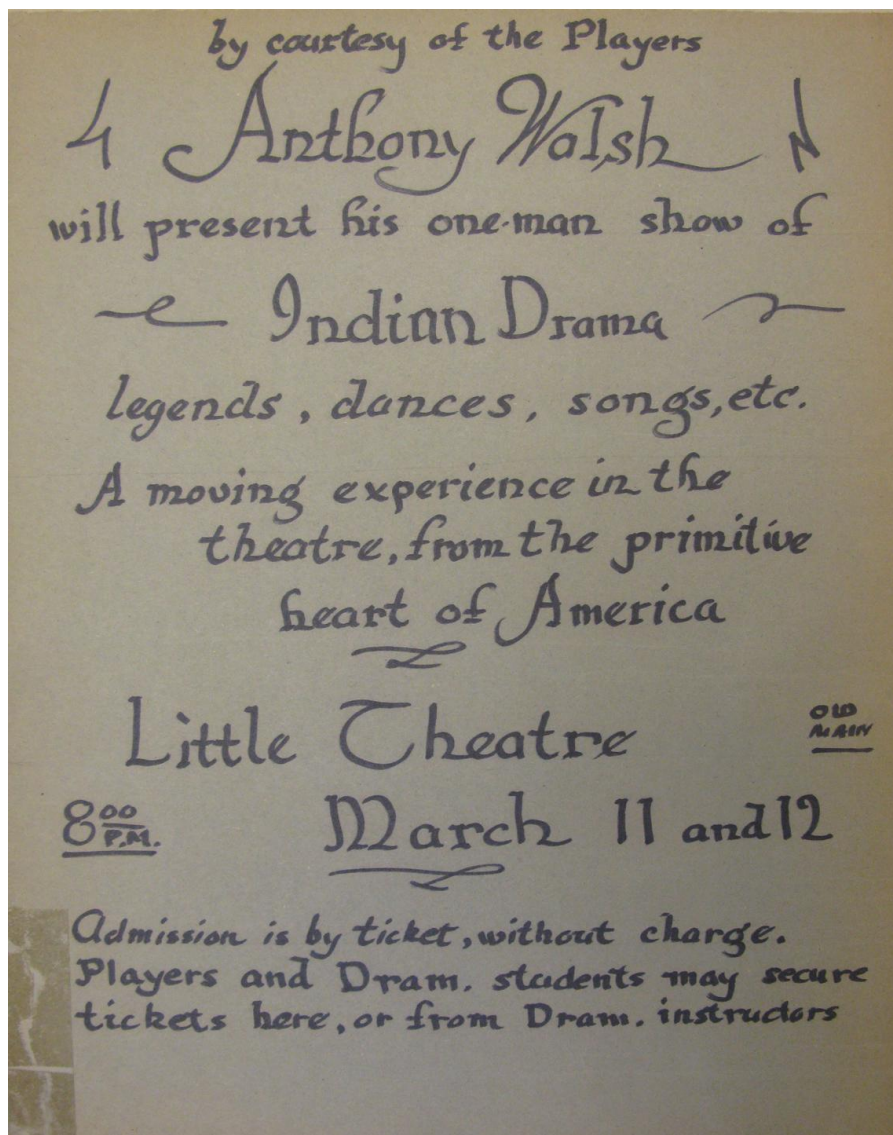 by courtesy of the Players
Anthony Walsh
will present his one-man show of
Indian Drama
legends, dances, songs, etc.
A moving experience in the
theatre, from the primitive
heart of America
Little Theatre
OLD
MAIN
800 P.M.
March 11 and 12
Admission is by ticket, without charge.
Players and Dram. students may secure
tickets here, or from Dram. instructors